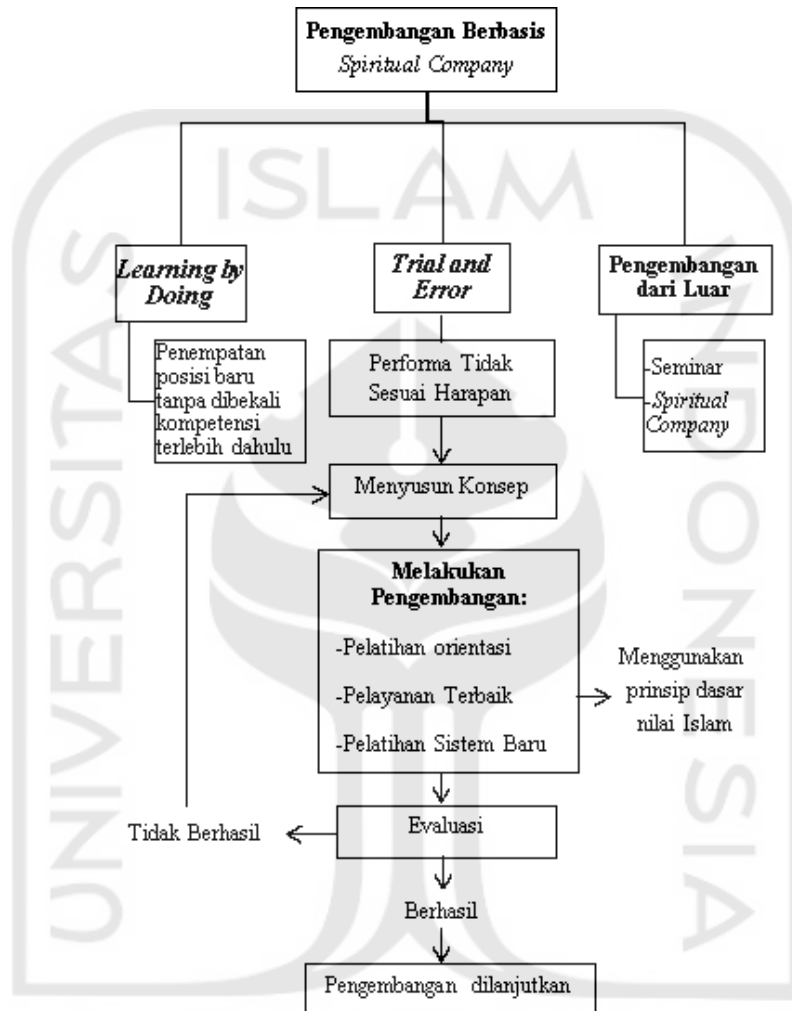 Pengembangan Berbasis
Spiritual Company
Learning by
Doing
Penempatan
posisi baru
tanpa dibekali
kompetensi
terlebih dahulu
Trial and
Error
Performa Tidak
Sesuai Harapan
Pengembangan
dari Luar
-Seminar
-Spiritual
Company
Menyusun Konsep
Melakukan
Pengembangan:
-Pelatihan orientasi
-Pelayanan Terbaik
-Pelatihan Sistem Baru
Menggunakan
prinsip dasar
nilai Islam
Evaluasi
Tidak Berhasil
Berhasil
Pengembangan dilanjutkan
UNIVERSITAS
ISLAM
INDONESIA